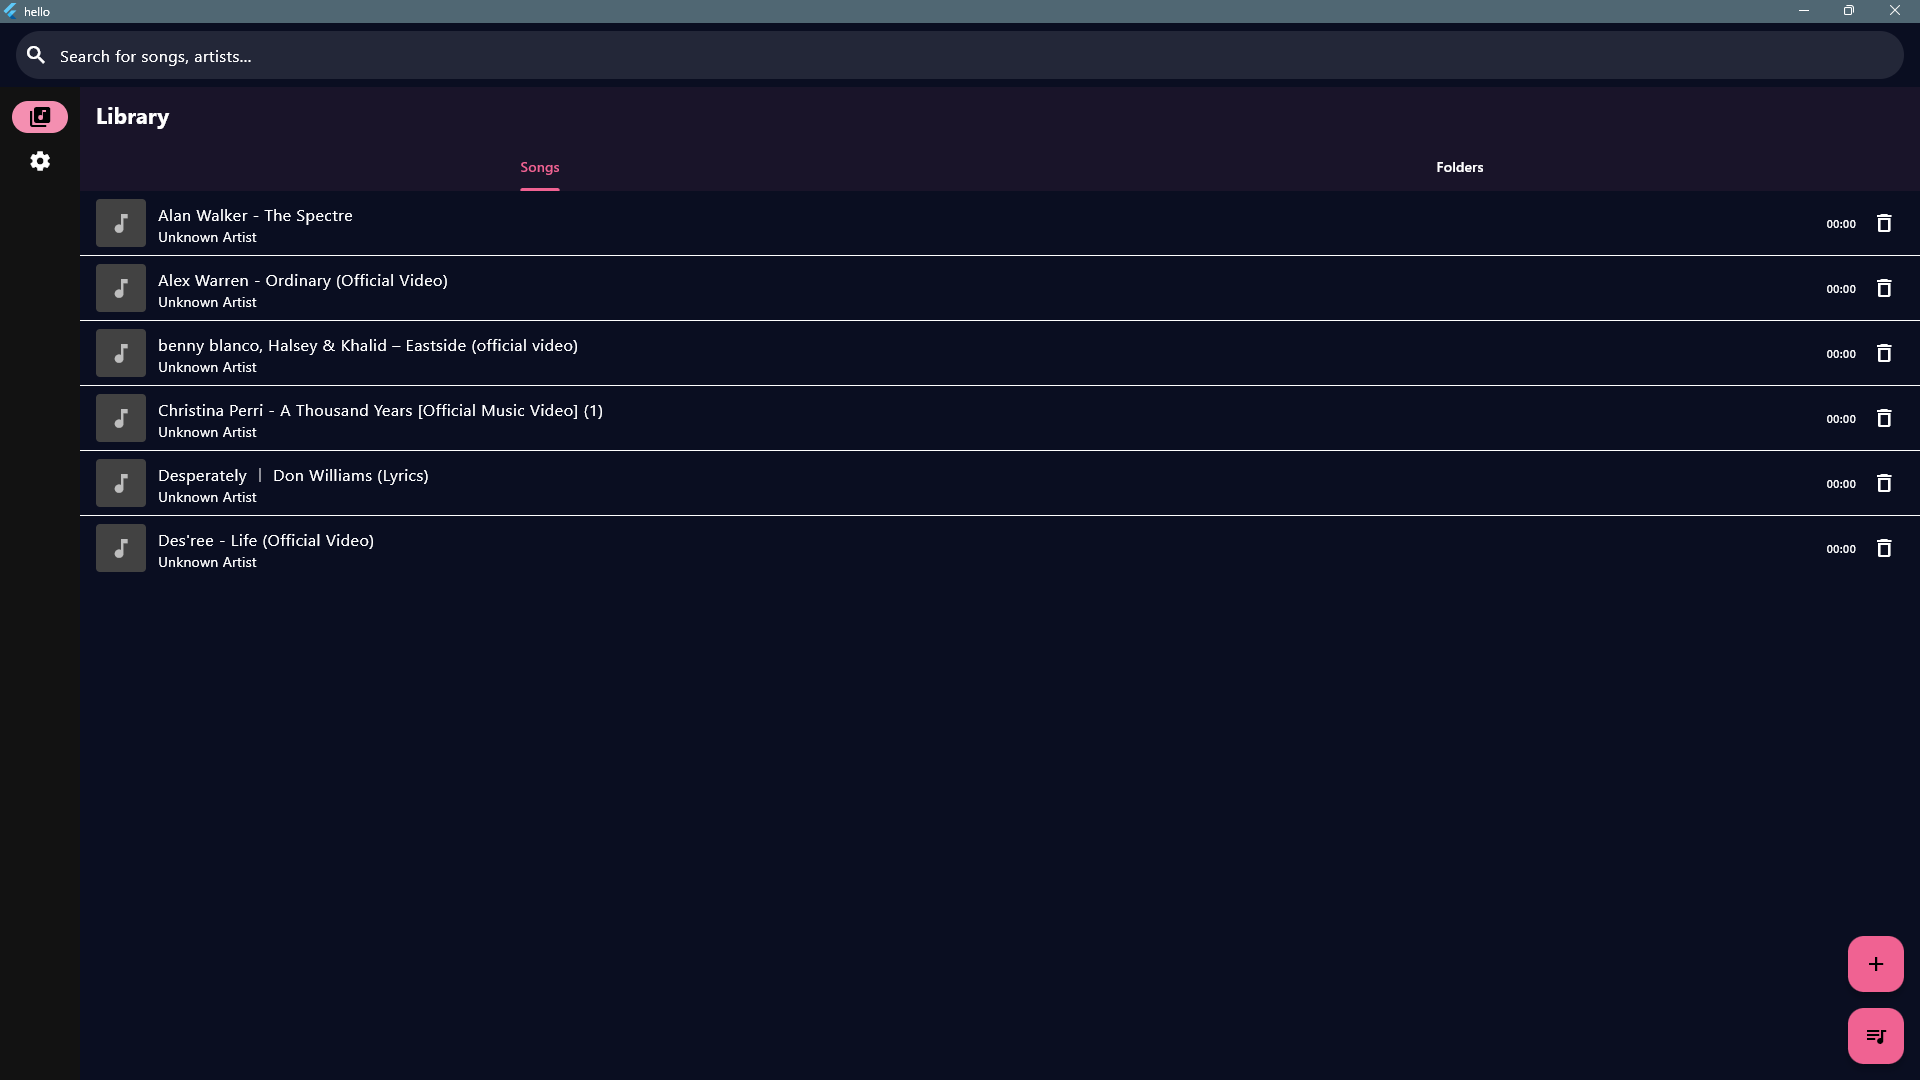 hello
Search for songs, artists...
Library
Songs
Folders
Alan Walker - The Spectre
Unknown Artist
00:00
Alex Warren - Ordinary (Official Video)
Unknown Artist
00:00
benny blanco, Halsey & Khalid – Eastside (official video)
Unknown Artist
00:00
Christina Perri - A Thousand Years [Official Music Video] (1)
Unknown Artist
00:00
Desperately ｜ Don Williams (Lyrics)
Unknown Artist
00:00
Des'ree - Life (Official Video)
Unknown Artist
00:00